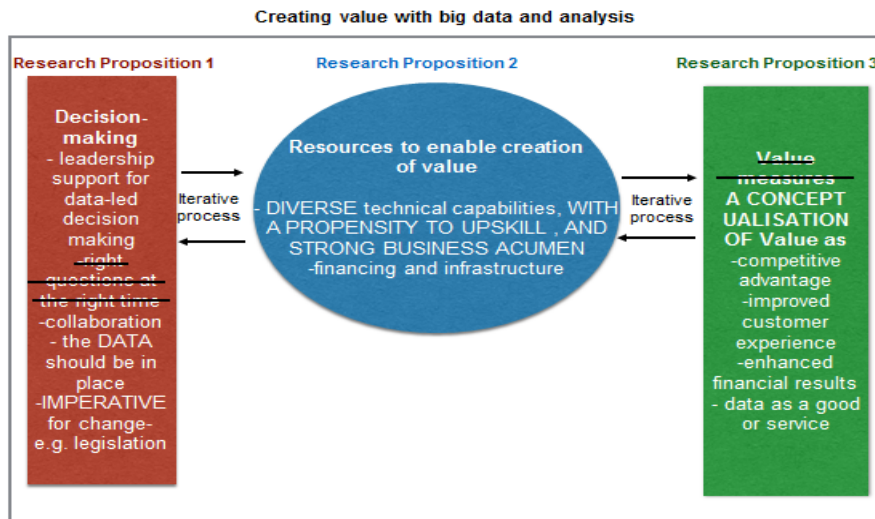 Creating value with big data and analysis
Research Proposition 1
Research Proposition 2
Research Proposition 3
Decision-
making
- leadership
support for
data-led
decision
making
-right
questions at
the right time
-collaboration
- the DATA
should be in
place
-IMPERATIVE
for change-
e.g. legislation
Iterative
process
Resources to enable creation
of value
- DIVERSE technical capabilities, WITH
A PROPENSITY TO UPSKILL , AND
STRONG BUSINESS ACUMEN
-financing and infrastructure
Iterative
process
Value
measures
A CONCEPT
UALISATION
OF Value as
-competitive
advantage
-improved
customer
experience
-enhanced
financial results
- data as a good
or service